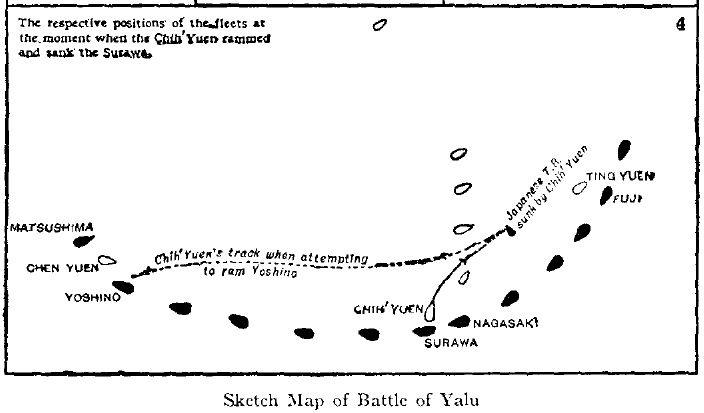 The respective positions of the fleets at
the moment when the Chih' Yuen rammed
and sank the Surawa.
4
Japanese T.B.
sunk by Chih' Yuen
TING YUEN
FUJI
MATSUSHIMA
CHEN YUEN
YOSHINO
Chih' Yuen's track when attempting
to ram Yoshino
CHIH' YUEN
NAGASAKI
SURAWA
Sketch Map of Battle of Yalu